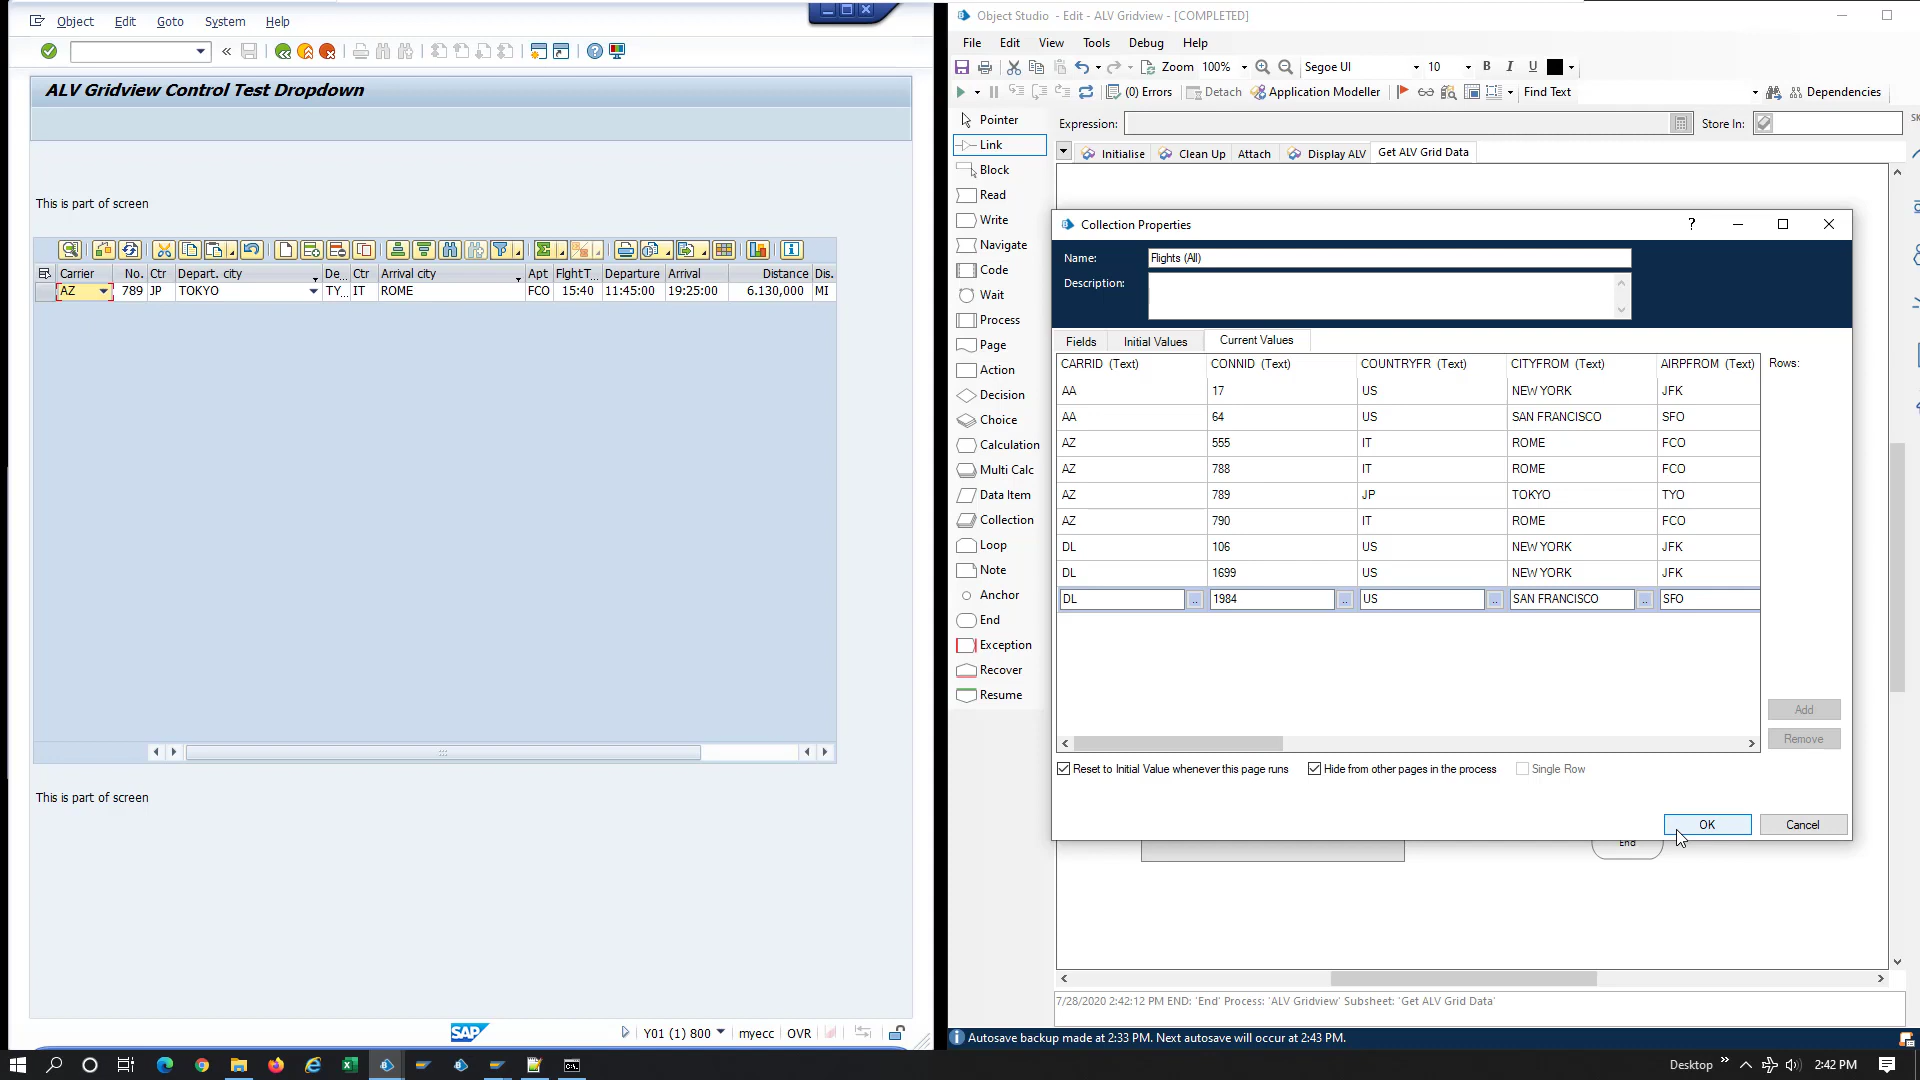 Object Edit Goto System Help
ALV Gridview Control Test Dropdown
This is part of screen
Carrier No. Ctr Depart. city De... Ctr Arrival city Apt FlghtT... Departure Arrival Distance Dis.
AZ 789 JP TOKYO TY... IT ROME FCO 15:40 11:45:00 19:25:00 6.130,000 MI
This is part of screen
SAP Y01 (1) 800 myecc OVR
Object Studio - Edit - ALV Gridview - [COMPLETED]
File Edit View Tools Debug Help
Zoom 100% Segoe UI 10 B I U
(0) Errors Detach Application Modeller Find Text Dependencies
Expression: Store In:
Initialise Clean Up Attach Display ALV Get ALV Grid Data
Pointer
Link
Block
Read
Write
Navigate
Code
Wait
Process
Page
Action
Decision
Choice
Calculation
Multi Calc
Data Item
Collection
Loop
Note
Anchor
End
Exception
Recover
Resume
Collection Properties ?
Name: Flights (All)
Description:
Fields Initial Values Current Values
CARRID (Text) CONNID (Text) COUNTRYFR (Text) CITYFROM (Text) AIRPFROM (Text) Rows:
AA 17 US NEW YORK JFK
AA 64 US SAN FRANCISCO SFO
AZ 555 IT ROME FCO
AZ 788 IT ROME FCO
AZ 789 JP TOKYO TYO
AZ 790 IT ROME FCO
DL 106 US NEW YORK JFK
DL 1699 US NEW YORK JFK
DL .. 1984 .. US .. SAN FRANCISCO .. SFO
Add
Remove
Reset to Initial Value whenever this page runs Hide from other pages in the process Single Row
OK Cancel
End
7/28/2020 2:42:12 PM END: 'End' Process: 'ALV Gridview' Subsheet: 'Get ALV Grid Data'
Autosave backup made at 2:33 PM. Next autosave will occur at 2:43 PM.
Desktop 2:42 PM